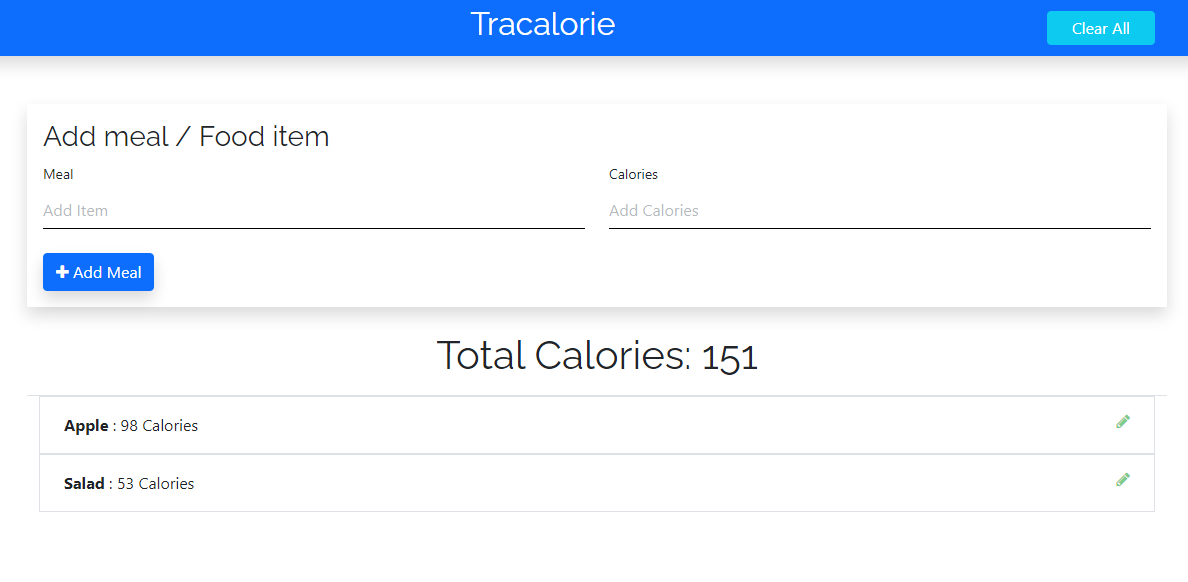 Tracalorie
Clear All
Add meal / Food item
Meal
Calories
Add Item
Add Calories
Add Meal
Total Calories: 151
Apple : 98 Calories
Salad : 53 Calories